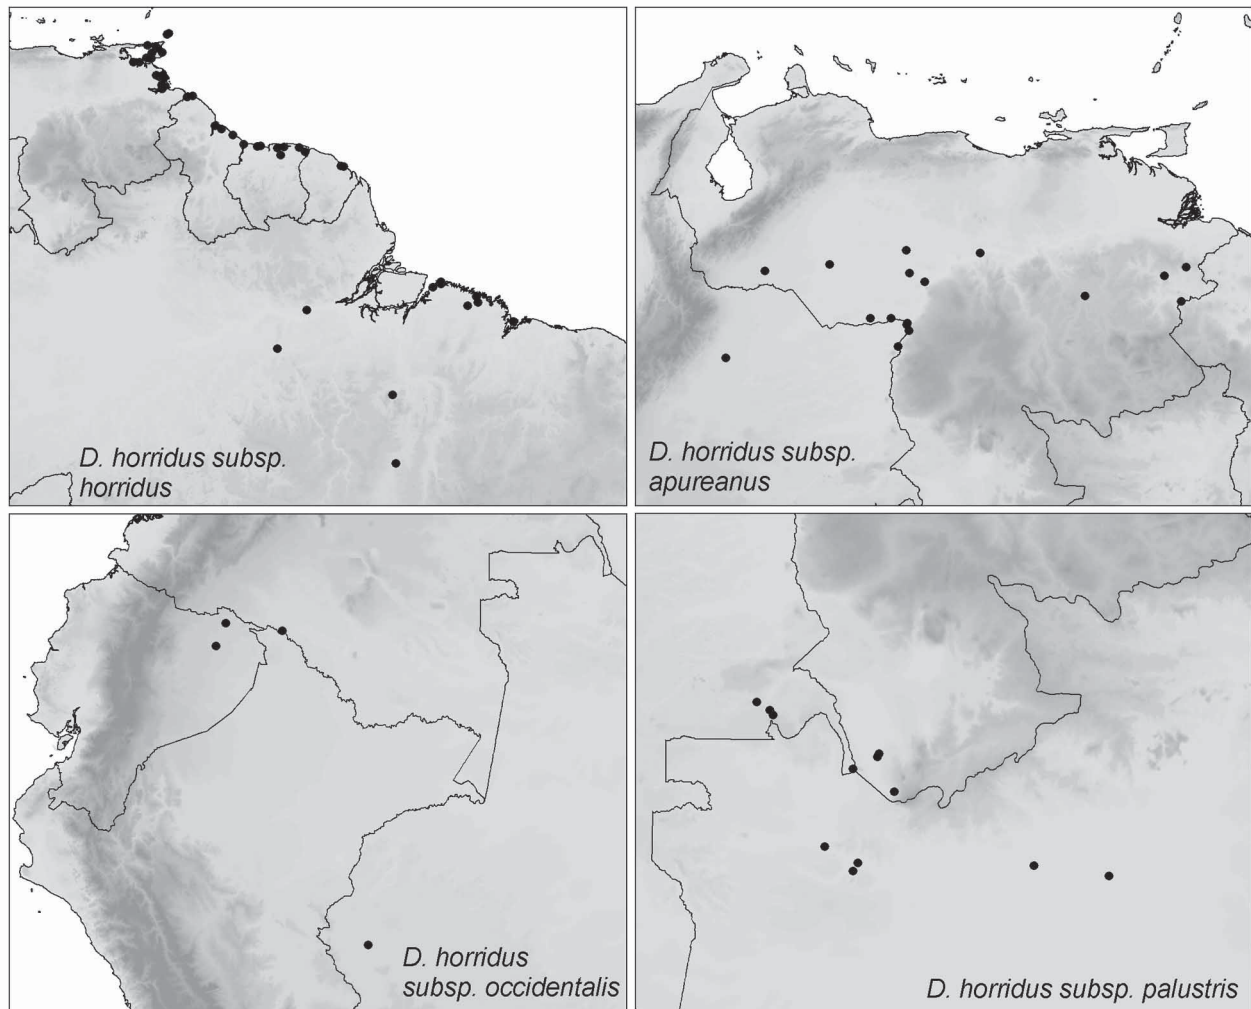 D. horridus subsp.
horridus
D. horridus subsp.
apureanus
D. horridus
subsp. occidentalis
D. horridus subsp. palustris